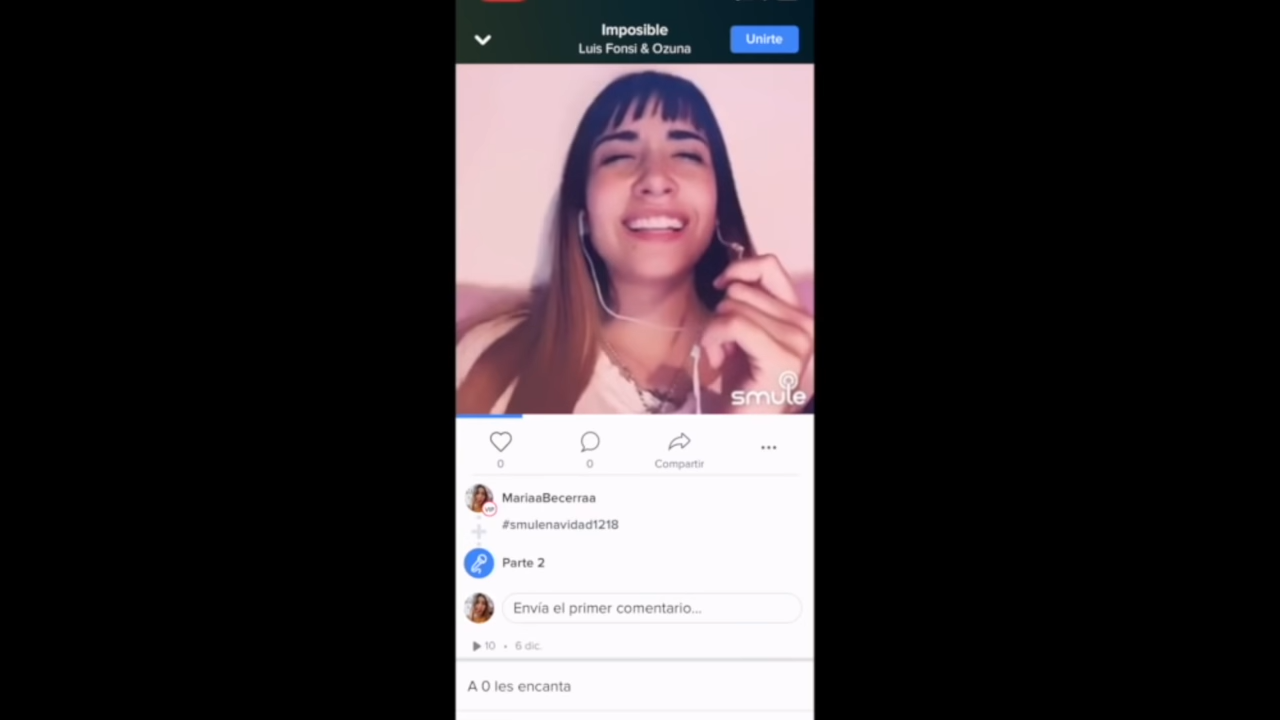 Imposible
Luis Fonsi & Ozuna
Unirte
smule
0
0
Compartir
MariaaBecerraa
VIP
#smulenavidad1218
Parte 2
Envía el primer comentario...
10 • 6 dic.
A 0 les encanta